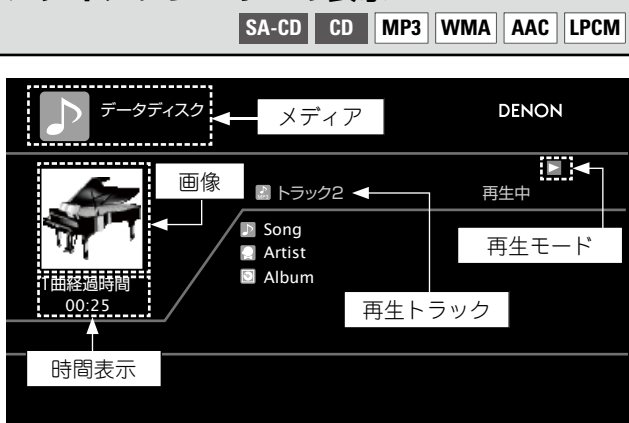 SA-CD CD MP3 WMA AAC LPCM
データディスク メディア DENON
画像 トラック2 再生中
Song
Artist
Album
再生モード
1曲経過時間
00:25
再生トラック
時間表示